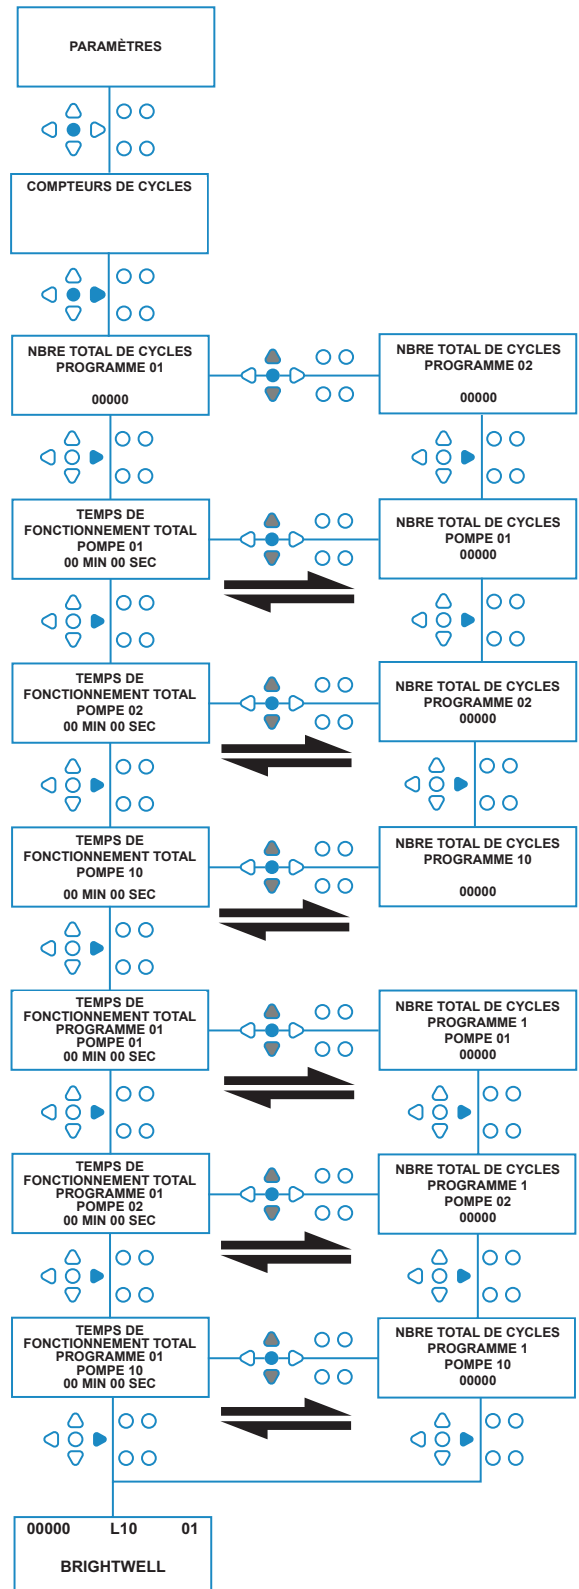 PARAMÈTRES
COMPTEURS DE CYCLES
NBRE TOTAL DE CYCLES
PROGRAMME 01
00000
NBRE TOTAL DE CYCLES
PROGRAMME 02
00000
TEMPS DE
FONCTIONNEMENT TOTAL
POMPE 01
00 MIN 00 SEC
NBRE TOTAL DE CYCLES
POMPE 01
00000
TEMPS DE
FONCTIONNEMENT TOTAL
POMPE 02
00 MIN 00 SEC
NBRE TOTAL DE CYCLES
PROGRAMME 02
00000
TEMPS DE
FONCTIONNEMENT TOTAL
POMPE 10
00 MIN 00 SEC
NBRE TOTAL DE CYCLES
PROGRAMME 10
00000
TEMPS DE
FONCTIONNEMENT TOTAL
PROGRAMME 01
POMPE 01
00 MIN 00 SEC
NBRE TOTAL DE CYCLES
PROGRAMME 1
POMPE 01
00000
TEMPS DE
FONCTIONNEMENT TOTAL
PROGRAMME 01
POMPE 02
00 MIN 00 SEC
NBRE TOTAL DE CYCLES
PROGRAMME 1
POMPE 02
00000
TEMPS DE
FONCTIONNEMENT TOTAL
PROGRAMME 01
POMPE 10
00 MIN 00 SEC
NBRE TOTAL DE CYCLES
PROGRAMME 1
POMPE 10
00000
00000 L10 01
BRIGHTWELL